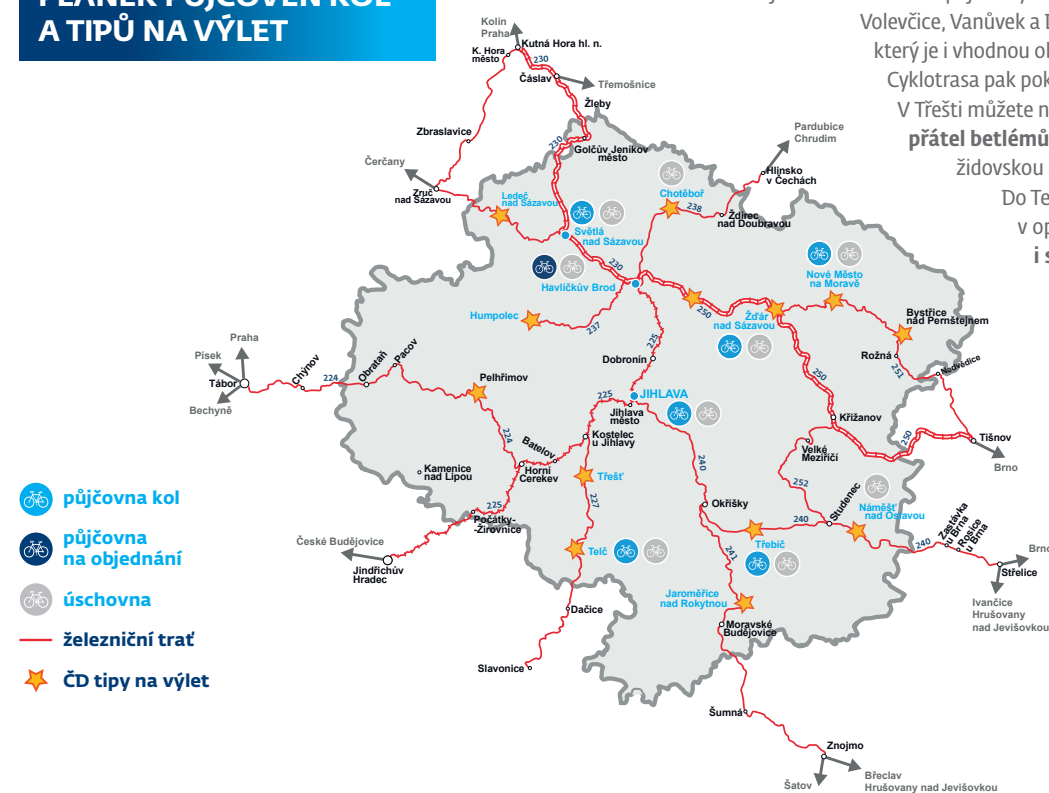 PLÁNEK PŮJČOVEN KOL
A TIPŮ NA VÝLET
Volevčice, Vanůvek a
který je i vhodnou
Cyklotrasa pak
V Třešti můžete
přátel betlémů
židovskou
Do
v
i
Kolín
Praha
Kutná Hora hl. n.
K. Hora
město
230
Čáslav
Třemošnice
Žleby
Zbraslavice
230
Golčův Jeníkov
město
Pardubice
Chrudim
Čerčany
Hlinsko
v Čechách
Zruč
nad Sázavou
Ledeč
nad Sázavou
Chotěboř
238
Ždírec
nad Doubravou
Světlá
nad Sázavou
230
Havlíčkův Brod
Nové Město
na Moravě
Humpolec
237
250
Žďár
nad Sázavou
Bystřice
nad Pernštejnem
225
Praha
Písek
Tábor
Bechyně
Chýnov
224
Obrataň
Pacov
Dobronín
Rožná
251
Nedvědice
250
Pelhřimov
225
JIHLAVA
Jihlava
město
Křižanov
250
Tišnov
Brno
224
Batelov
Kostelec
u Jihlavy
Velké
Meziříčí
Kamenice
nad Lipou
Horní
Cerekev
240
252
Třešť
227
Studenec
Náměšť
nad Oslavou
225
Počátky-
Žirovnice
Okříšky
240
České Budějovice
Jindřichův
Hradec
Telč
241
Třebíč
240
Zastávka
u Brna
Rosice
u Brna
Brno
Střelice
Jaroměřice
nad Rokytnou
Ivančice
Hrušovany
nad Jevišovkou
Dačice
Moravské
Budějovice
Slavonice
Šumná
Znojmo
Šatov
Břeclav
Hrušovany nad Jevišovkou
půjčovna kol
půjčovna
na objednání
úschovna
železniční trať
ČD tipy na výlet